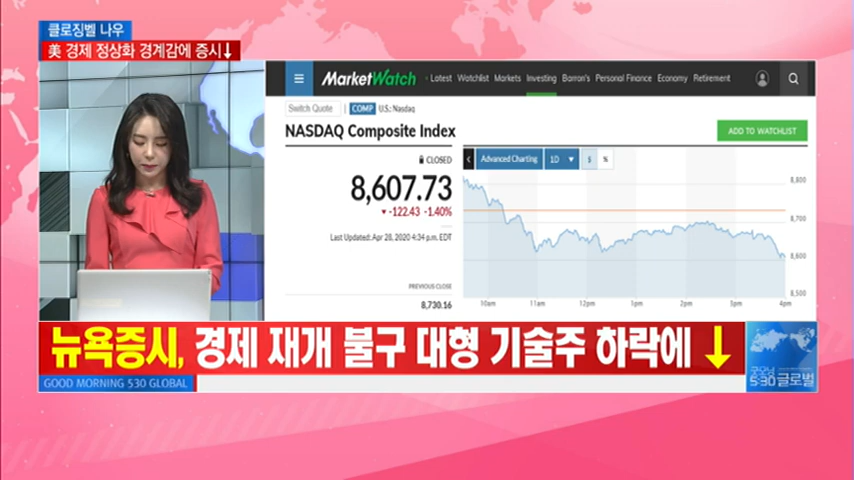 클로징벨 나우
美 경제 정상화 경계감에 증시↓
MarketWatch
Latest Watchlist Markets Investing Barron's Personal Finance Economy Retirement
Switch Quote | COMP U.S.: Nasdaq
NASDAQ Composite Index
ADD TO WATCHLIST
CLOSED
8,607.73
▼ -122.43 -1.40%
Last Updated: Apr 28, 2020 4:34 p.m. EDT
PREVIOUS CLOSE
8,730.16
< Advanced Charting 1D ▼ $ %
8,800
8,700
8,600
8,500
10am 11am 12pm 1pm 2pm 3pm 4pm
뉴욕증시, 경제 재개 불구 대형 기술주 하락에 ↓
GOOD MORNING 530 GLOBAL
굿모닝
5:30 글로벌